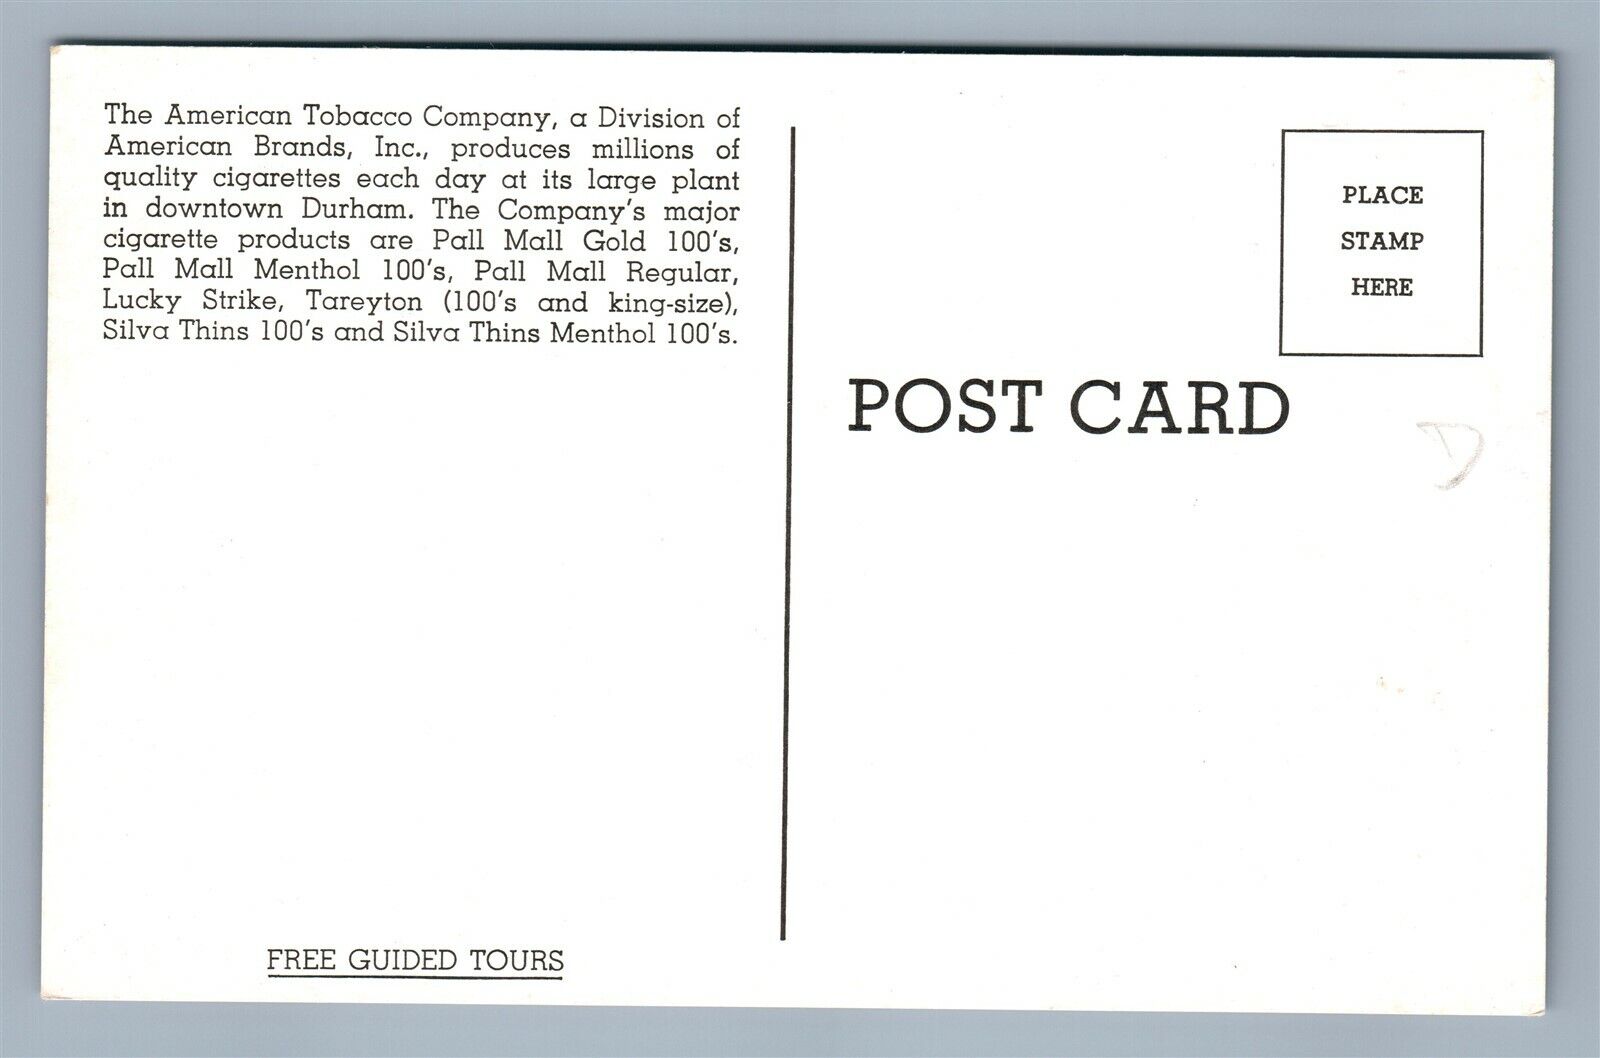 The American Tobacco Company, a Division of
American Brands, Inc., produces millions of
quality cigarettes each day at its large plant
in downtown Durham. The Company's major
cigarette products are Pall Mall Gold 100's,
Pall Mall Menthol 100's, Pall Mall Regular,
Lucky Strike, Tareyton (100's and king-size),
Silva Thins 100's and Silva Thins Menthol 100's.
FREE GUIDED TOURS
PLACE
STAMP
HERE
POST CARD
D